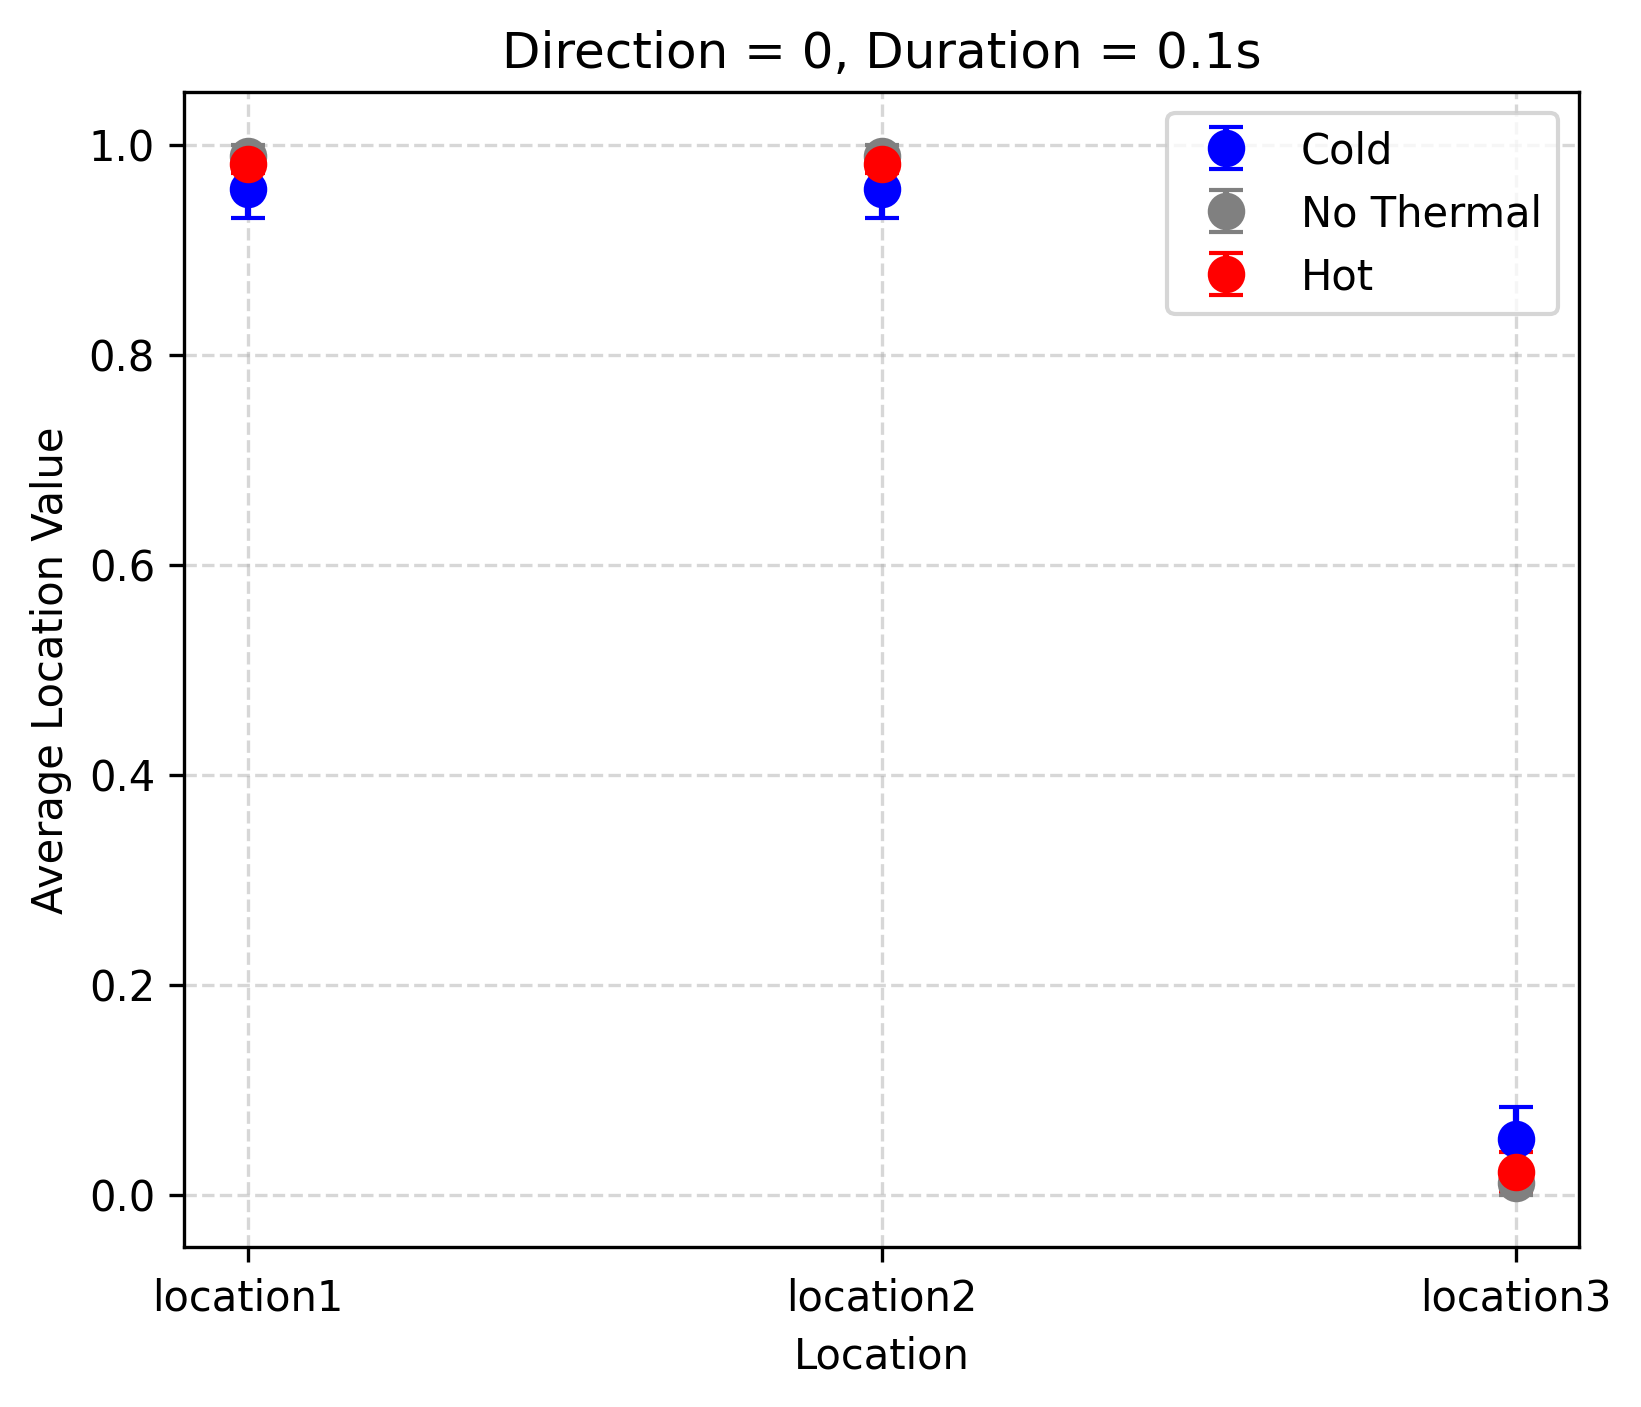 Direction = 0, Duration = 0.1s
Cold
No Thermal
Hot
1.0
0.8
0.6
0.4
0.2
0.0
Average Location Value
location1
location2
location3
Location